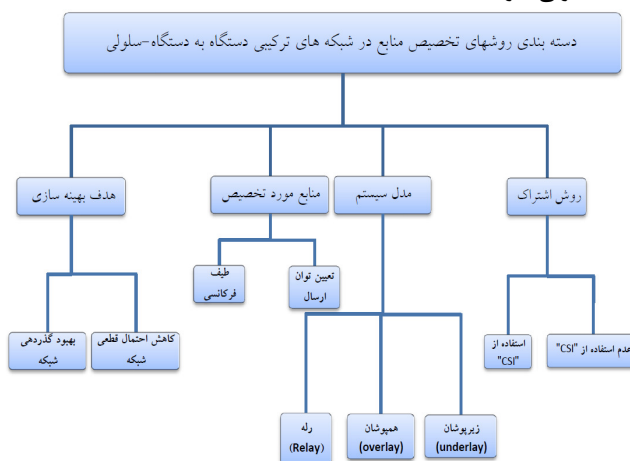 دسته بندی روشهای تخصیص منابع در شبکه های ترکیبی دستگاه به دستگاه-سلولی
روش اشتراک
مدل سیستم
منابع مورد تخصیص
هدف بهینه سازی
تعیین توان
ارسال
طیف
فرکانسی
عدم استفاده از "CSI"
استفاده از
"CSI"
کاهش احتمال قطعی
شبکه
بهبود گذردهی
شبکه
زیرپوشان
(underlay)
همپوشان
(overlay)
رله
(Relay)